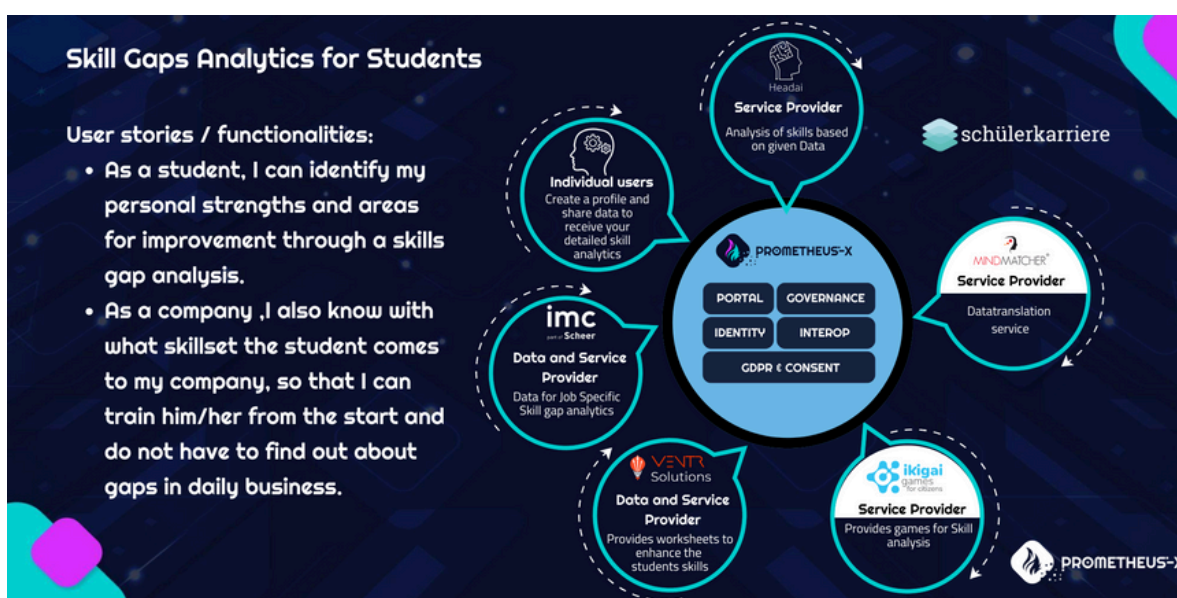 Skill Gaps Analytics for Students
User stories / functionalities:
• As a student, I can identify my
personal strengths and areas
for improvement through a skills
gap analysis.
• As a company ,I also know with
what skillset the student comes
to my company, so that I can
train him/her from the start and
do not have to find out about
gaps in daily business.
Headai
Service Provider
Analysis of skills based
on given Data
schülerkarriere
Individual users
Create a profile and
share data to
receive your
detailed skill
analytics
PROMETHEUS-X
PORTAL
GOVERNANCE
IDENTITY
INTEROP
GDPR & CONSENT
MINDMATCHER®
Service Provider
Datatranslation
service
imc
part of Scheer
Data and Service
Provider
Data for Job Specific
Skill gap analytics
VENTR
Solutions
Data and Service
Provider
Provides worksheets to
enhance the
students skills
ikigai
games
for citizens
Service Provider
Provides games for Skill
analysis
PROMETHEUS-X